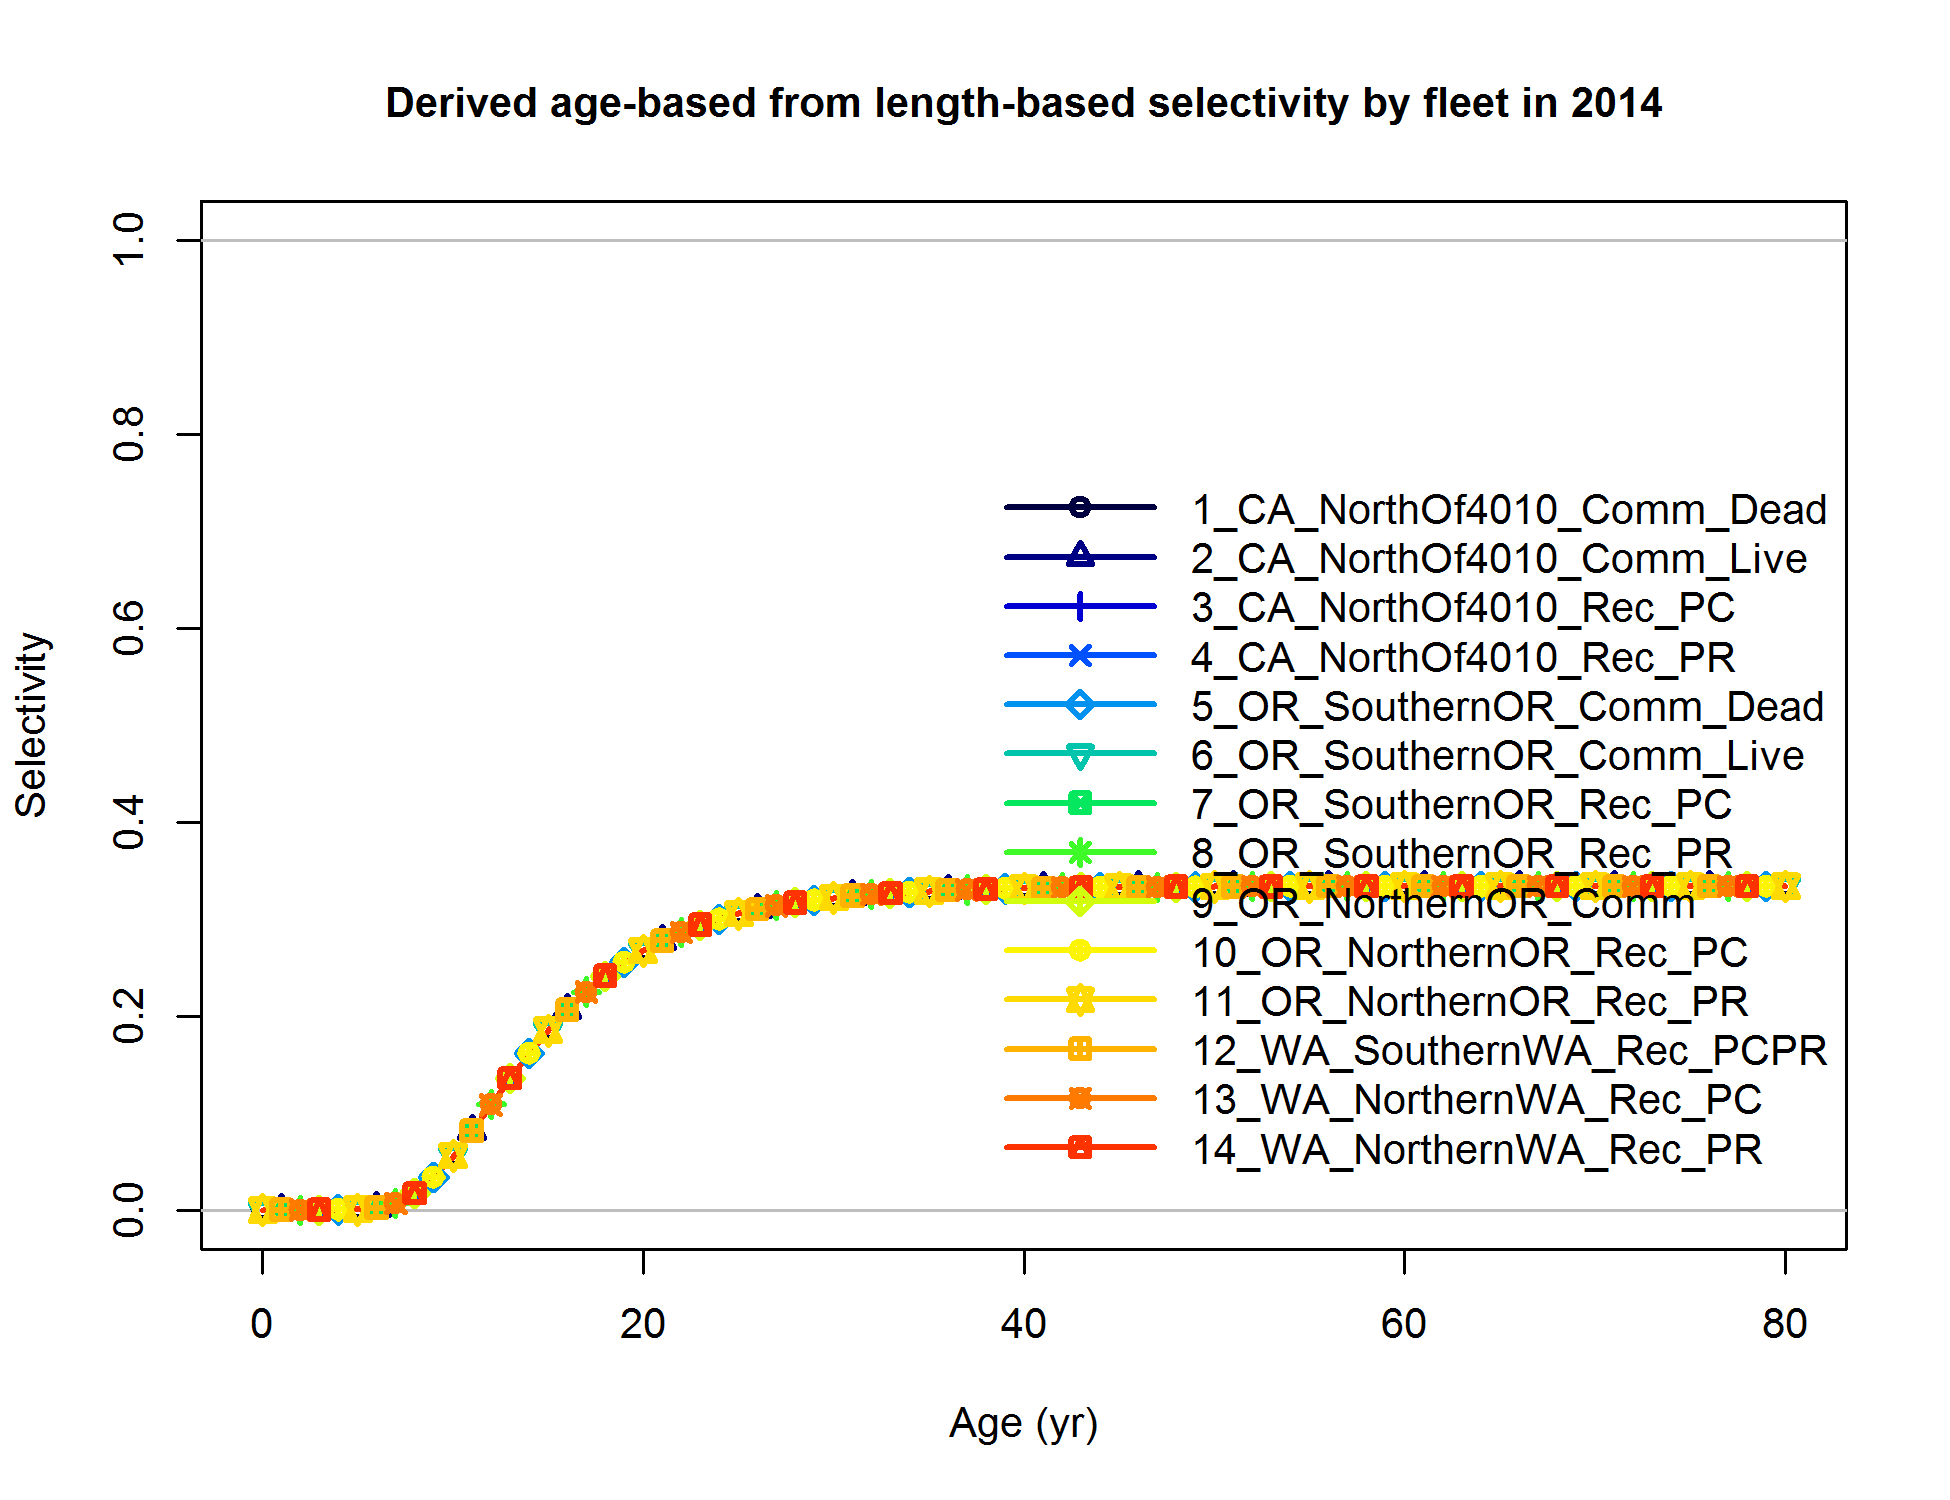 Derived age-based from length-based selectivity by fleet in 2014
Selectivity
1.0
0.8
0.6
0.4
0.2
0.0
1_CA_NorthOf4010_Comm_Dead
2_CA_NorthOf4010_Comm_Live
3_CA_NorthOf4010_Rec_PC
4_CA_NorthOf4010_Rec_PR
5_OR_SouthernOR_Comm_Dead
6_OR_SouthernOR_Comm_Live
7_OR_SouthernOR_Rec_PC
8_OR_SouthernOR_Rec_PR
9_OR_NorthernOR_Comm
10_OR_NorthernOR_Rec_PC
11_OR_NorthernOR_Rec_PR
12_WA_SouthernWA_Rec_PCPR
13_WA_NorthernWA_Rec_PC
14_WA_NorthernWA_Rec_PR
0 20 40 60 80
Age (yr)